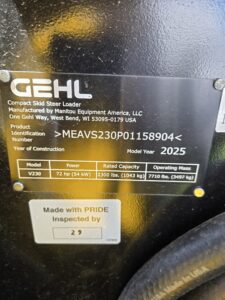 GEHL
Compact Skid Steer Loader
Manufactured by Manitou Equipment America, LLC
One Gehl Way, West Bend, WI 53095-0179 USA
Product Identification Number >MEAVS230P01158904<
Year of Construction Model Year 2025
Model Power Rated Capacity Operating Mass
V230 72 hp (54 kW) 2300 lbs. (1043 kg) 7710 lbs. (3497 kg)
Made with PRIDE
Inspected by
29